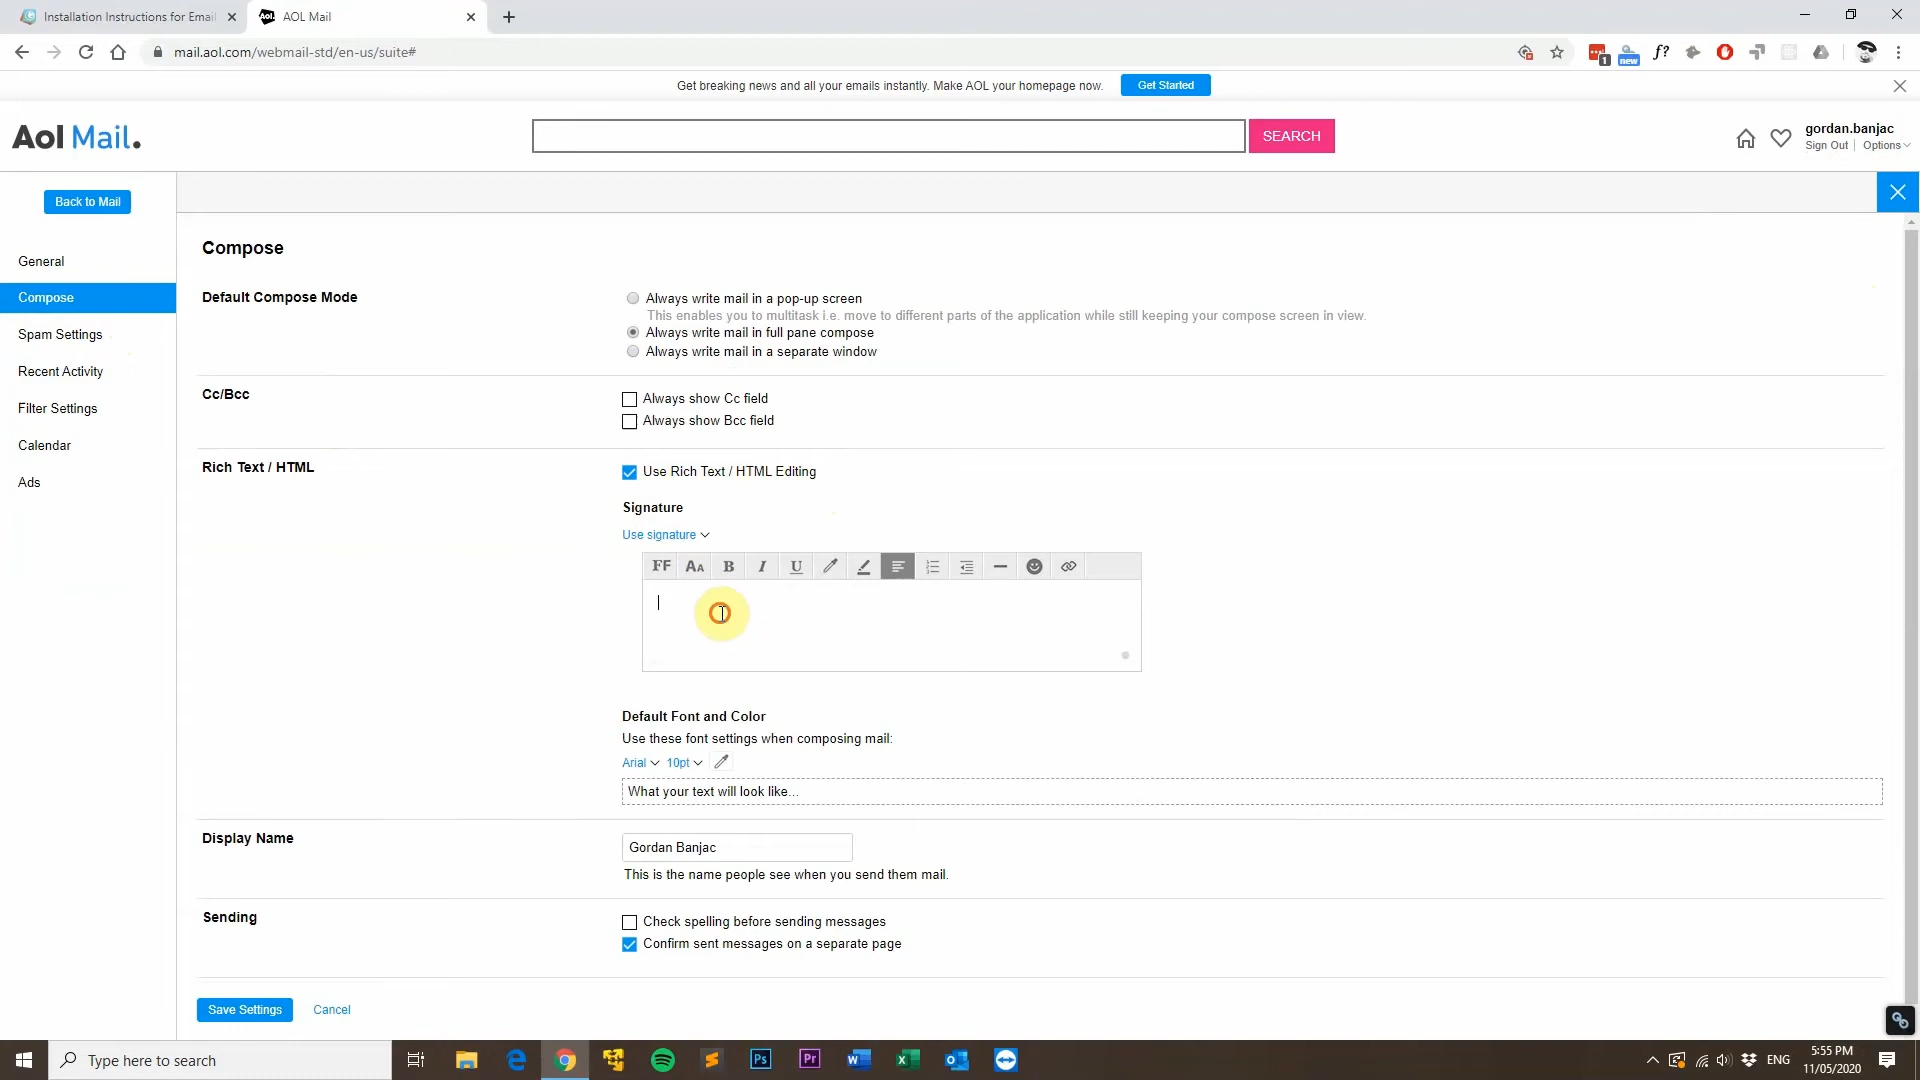 Installation Instructions for Email
AOL Mail
mail.aol.com/webmail-std/en-us/suite#
1
new
f?
Get breaking news and all your emails instantly. Make AOL your homepage now.
Get Started
Aol Mail.
SEARCH
gordan.banjac
Sign Out
Options
Back to Mail
General
Compose
Spam Settings
Recent Activity
Filter Settings
Calendar
Ads
Compose
Default Compose Mode
Always write mail in a pop-up screen
This enables you to multitask i.e. move to different parts of the application while still keeping your compose screen in view.
Always write mail in full pane compose
Always write mail in a separate window
Cc/Bcc
Always show Cc field
Always show Bcc field
Rich Text / HTML
Use Rich Text / HTML Editing
Signature
Use signature
FF AA B I U
Default Font and Color
Use these font settings when composing mail:
Arial 10pt
What your text will look like...
Display Name
Gordan Banjac
This is the name people see when you send them mail.
Sending
Check spelling before sending messages
Confirm sent messages on a separate page
Save Settings
Cancel
Type here to search
Ps
Pr
ENG
5:55 PM
11/05/2020